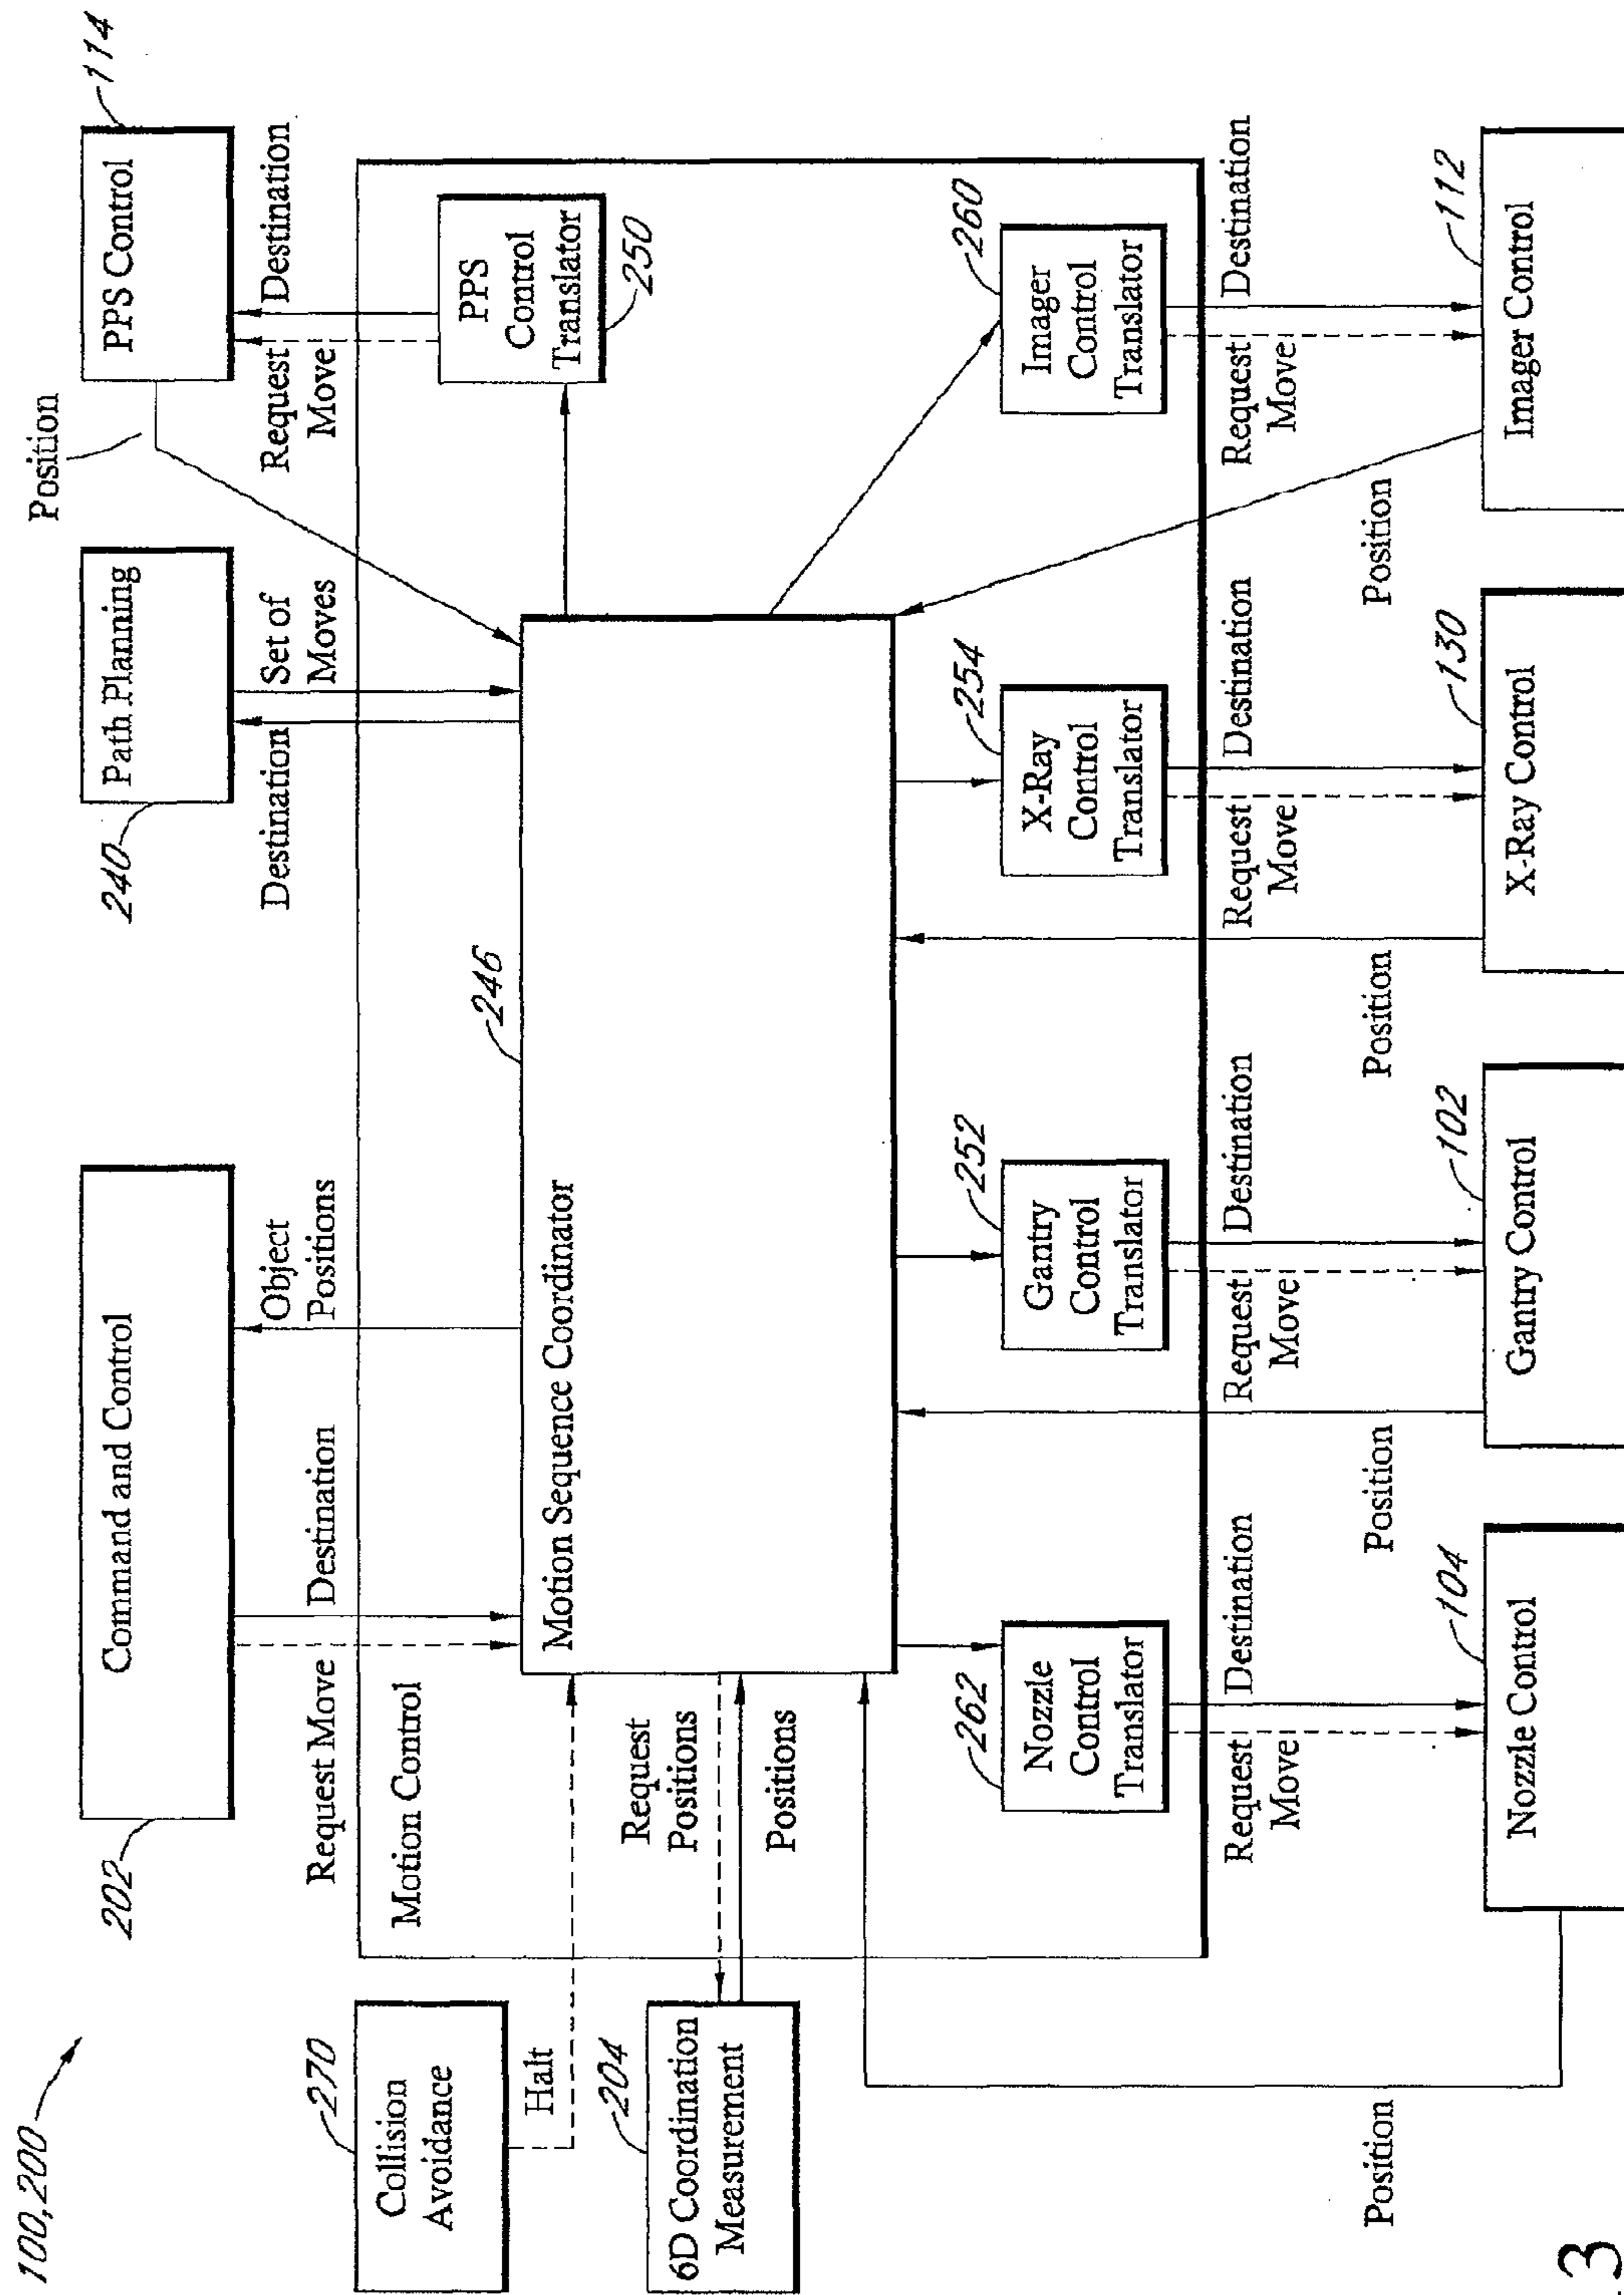 100,200
202
Command and Control
240
Path Planning
Position
PPS Control
114
Request Move
Destination
Object
Positions
Destination
Set of
Moves
Request
Move
Destination
270
Collision
Avoidance
Halt
Motion Control
246
Motion Sequence Coordinator
PPS
Control
Translator
250
204
6D Coordination
Measurement
Request
Positions
Positions
262
Nozzle
Control
Translator
252
Gantry
Control
Translator
254
X-Ray
Control
Translator
260
Imager
Control
Translator
Request
Move
Destination
Request
Move
Destination
Request
Move
Destination
Request
Move
Destination
Position
Position
Position
Position
104
Nozzle Control
102
Gantry Control
130
X-Ray Control
112
Imager Control
3